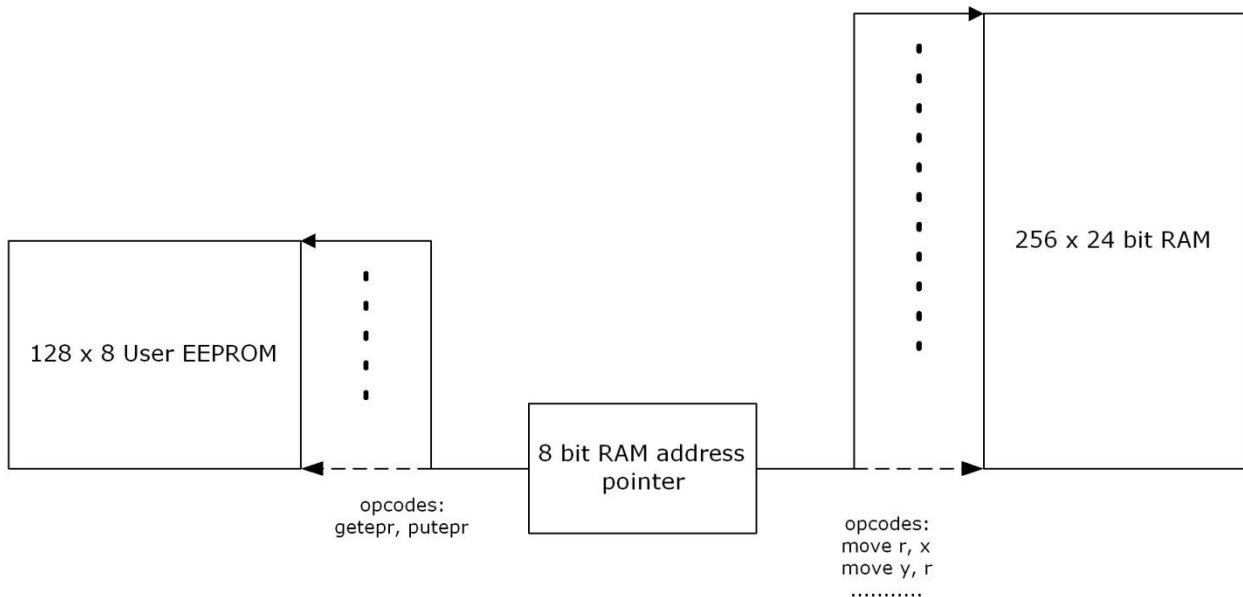 256 x 24 bit RAM
128 x 8 User EEPROM
8 bit RAM address
pointer
opcodes:
getepr, putepr
opcodes:
move r, x
move y, r
...........